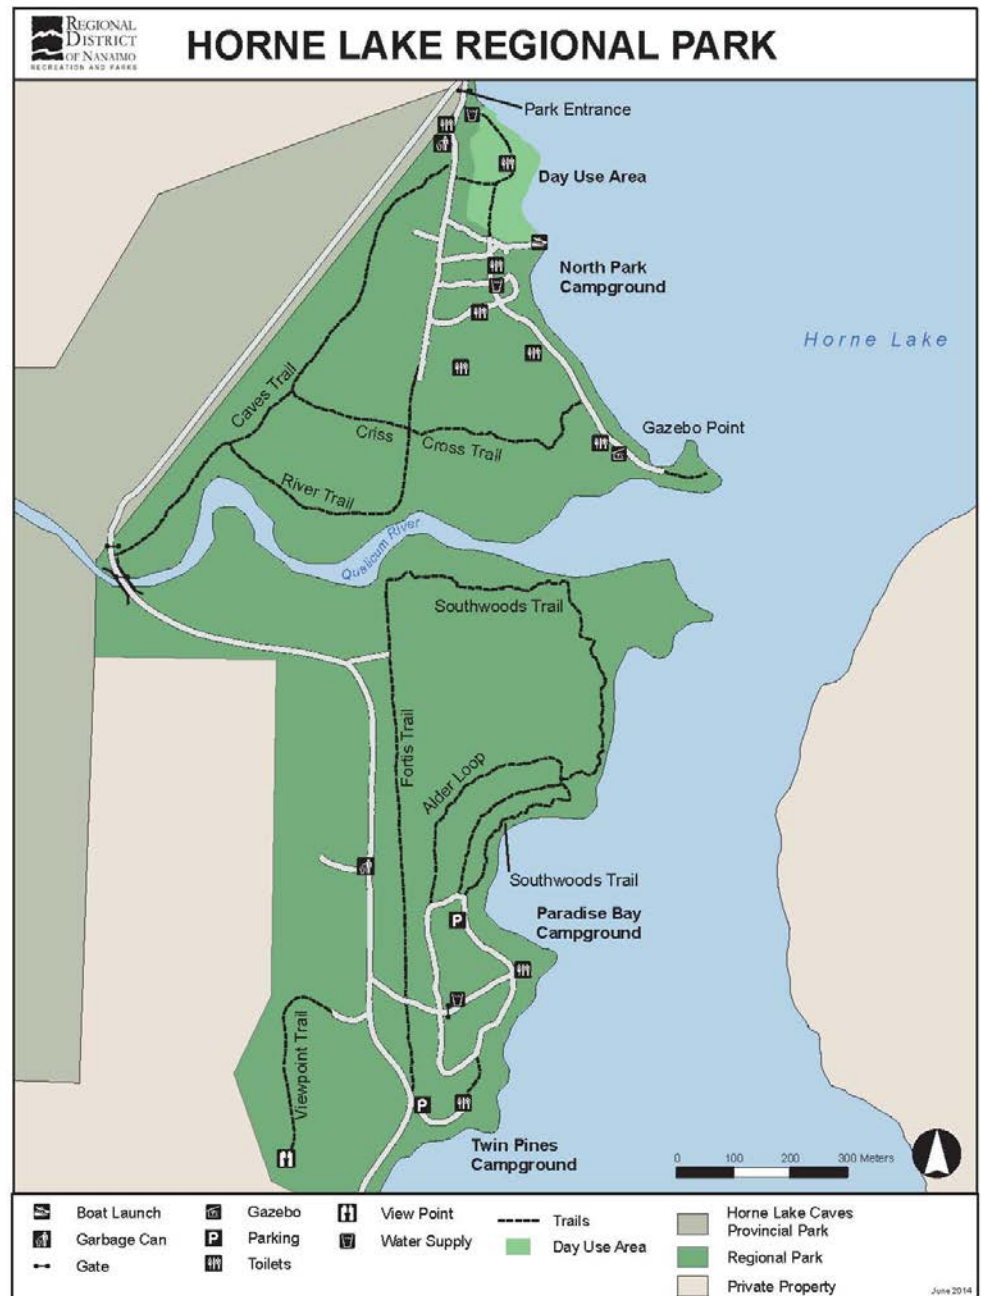 REGIONAL
DISTRICT
OF NANAIMO
RECREATION AND PARKS
HORNE LAKE REGIONAL PARK
Park Entrance
Day Use Area
North Park
Campground
Horne Lake
Caves Trail
Criss Cross Trail
Gazebo Point
River Trail
Qualicum River
Southwoods Trail
Fortis Trail
Alder Loop
Southwoods Trail
P
Paradise Bay
Campground
Viewpoint Trail
P
Twin Pines
Campground
0 100 200 300 Meters
Boat Launch
Garbage Can
Gate
Gazebo
P Parking
Toilets
View Point
Water Supply
Trails
Day Use Area
Horne Lake Caves
Provincial Park
Regional Park
Private Property
June 2014